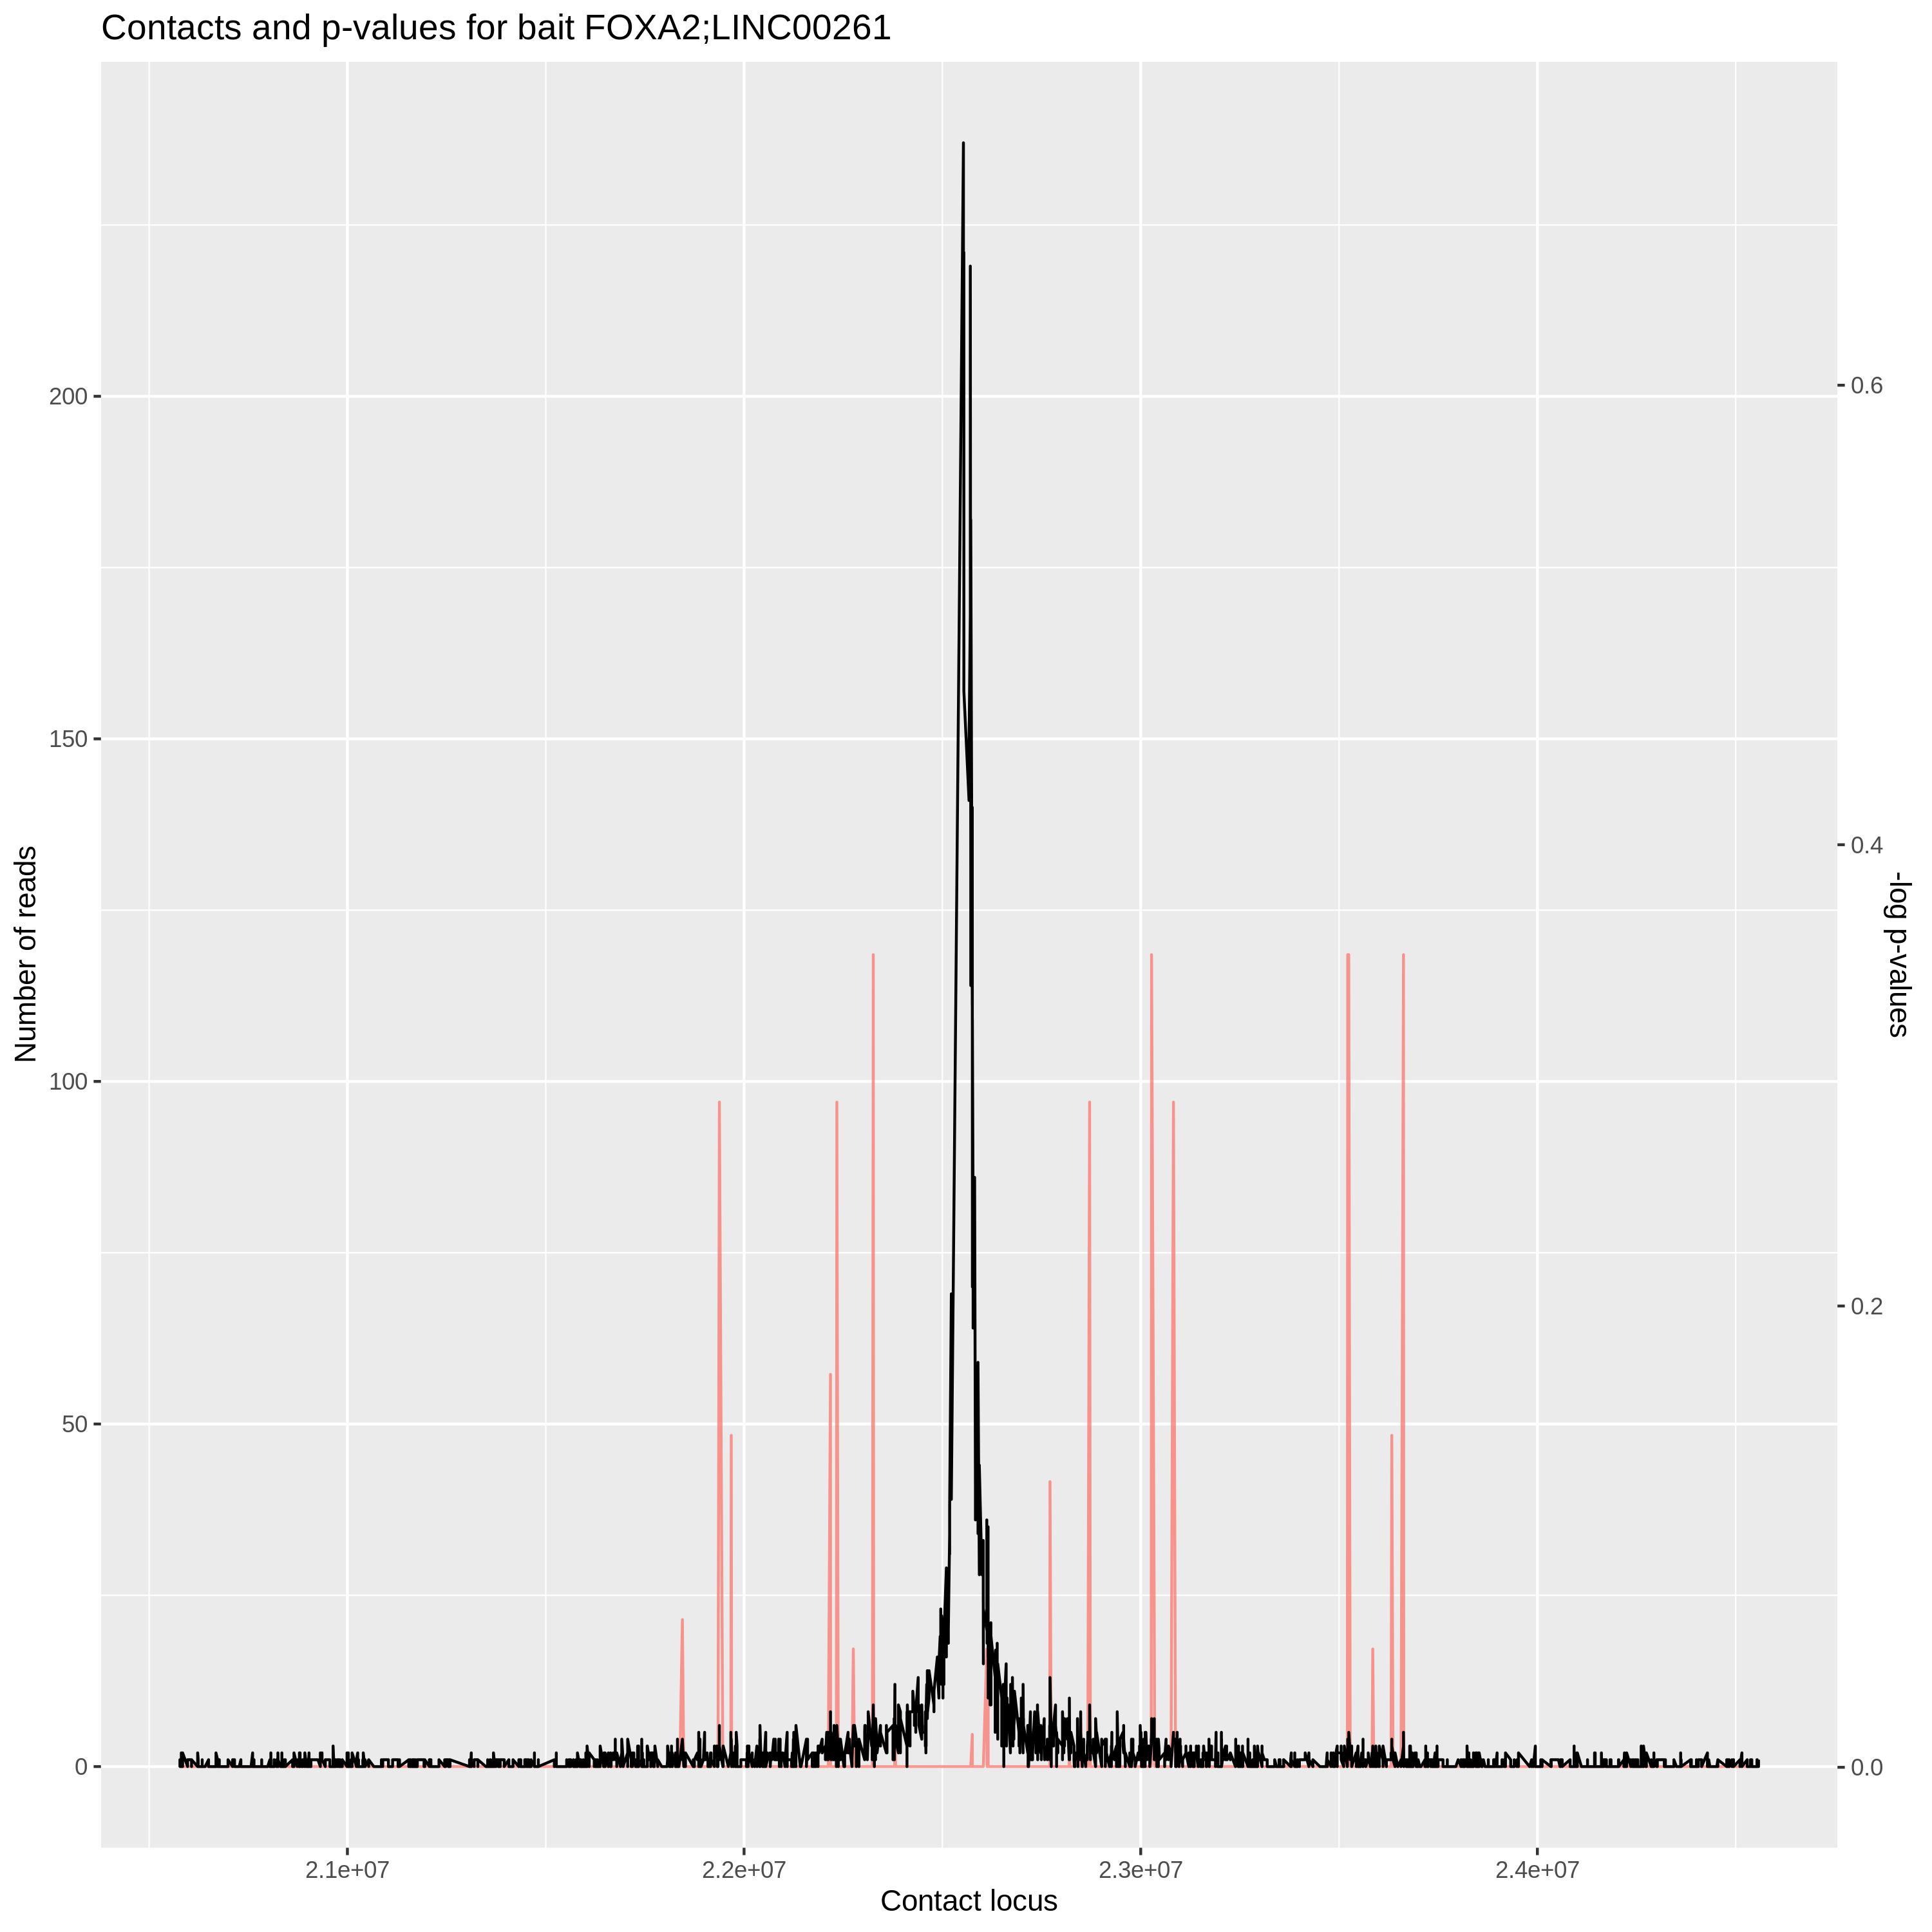 Contacts and p-values for bait FOXA2;LINC00261
Number of reads
200
150
100
50
0
0.6
0.4
0.2
0.0
-log p-values
2.1e+07
2.2e+07
2.3e+07
2.4e+07
Contact locus